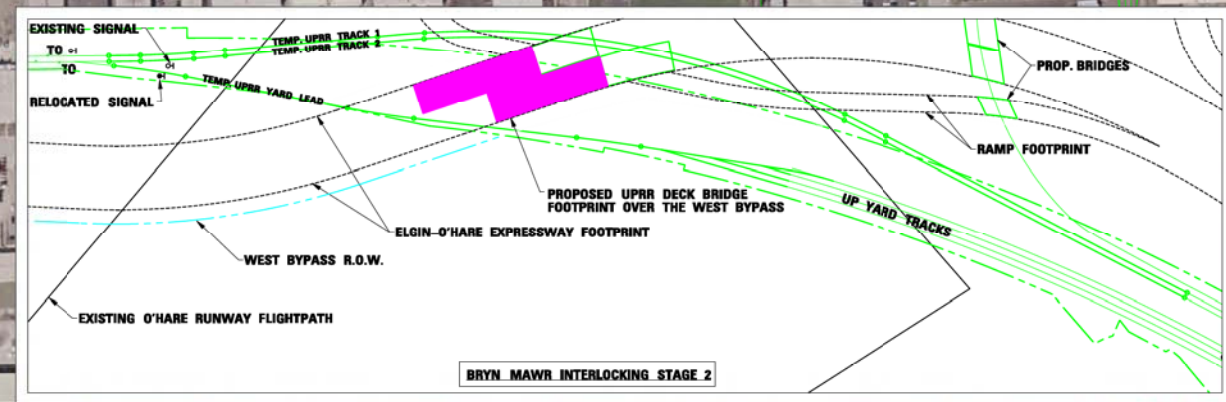 EXISTING SIGNAL
TO
TO
RELOCATED SIGNAL
TEMP. UPRR TRACK 1
TEMP. UPRR TRACK 2
TEMP. UPRR YARD LEAD
PROP. BRIDGES
RAMP FOOTPRINT
PROPOSED UPRR DECK BRIDGE
FOOTPRINT OVER THE WEST BYPASS
UP YARD TRACKS
ELGIN-O'HARE EXPRESSWAY FOOTPRINT
WEST BYPASS R.O.W.
EXISTING O'HARE RUNWAY FLIGHTPATH
BRYN MAWR INTERLOCKING STAGE 2